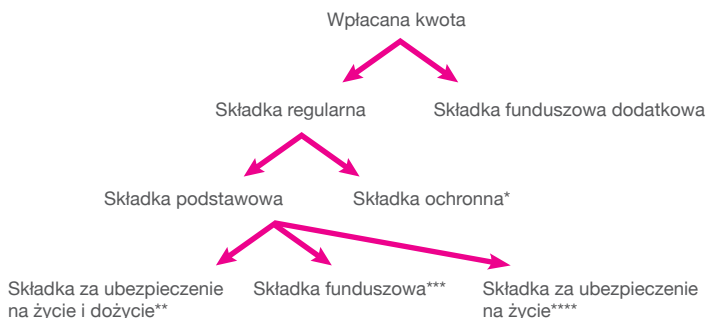 Wpłacana kwota
Składka regularna
Składka funduszowa dodatkowa
Składka podstawowa
Składka ochronna*
Składka za ubezpieczenie
na życie i dożycie**
Składka funduszowa***
Składka za ubezpieczenie
na życie****